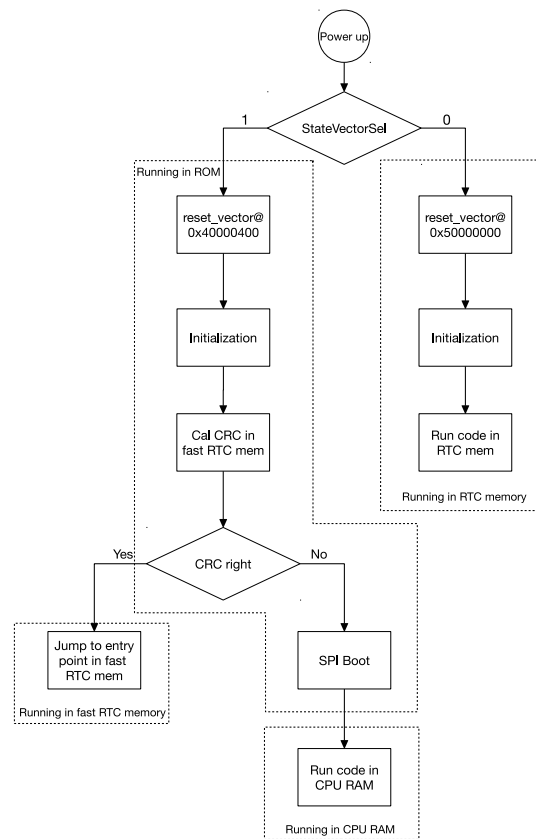 Power up
StateVectorSel
1
0
Running in ROM
reset_vector@
0x40000400
reset_vector@
0x50000000
Initialization
Initialization
Cal CRC in
fast RTC mem
Run code in
RTC mem
Running in RTC memory
Yes
CRC right
No
Jump to entry
point in fast
RTC mem
SPI Boot
Running in fast RTC memory
Run code in
CPU RAM
Running in CPU RAM